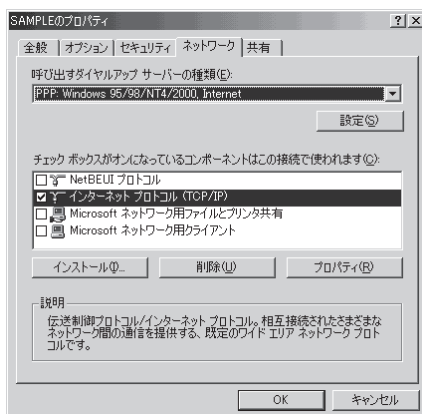 SAMPLEのプロパティ
全般 オプション セキュリティ ネットワーク 共有
呼び出すダイヤルアップ サーバーの種類(E):
PPP: Windows 95/98/NT4/2000, Internet
設定(S)
チェック ボックスがオンになっているコンポーネントはこの接続で使われます(C):
NetBEUI プロトコル
インターネット プロトコル (TCP/IP)
Microsoft ネットワーク用ファイルとプリンタ共有
Microsoft ネットワーク用クライアント
インストール(I)... 削除(U) プロパティ(R)
説明
伝送制御プロトコル/インターネット プロトコル。相互接続されたさまざまな
ネットワーク間の通信を提供する、既定のワイド エリア ネットワーク プロト
コルです。
OK キャンセル